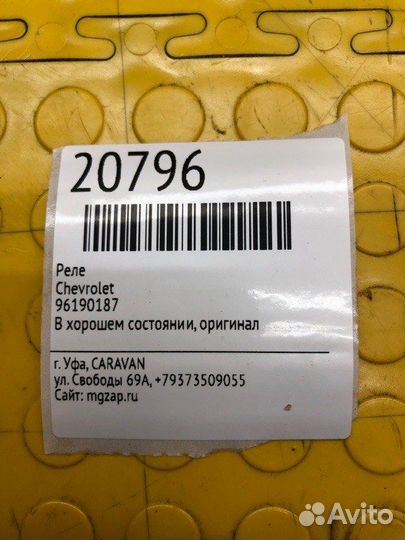 20796
Реле
Chevrolet
96190187
В хорошем состоянии, оригинал
г. Уфа, CARAVAN
ул. Свободы 69А, +79373509055
Сайт: mgzap.ru
Avito